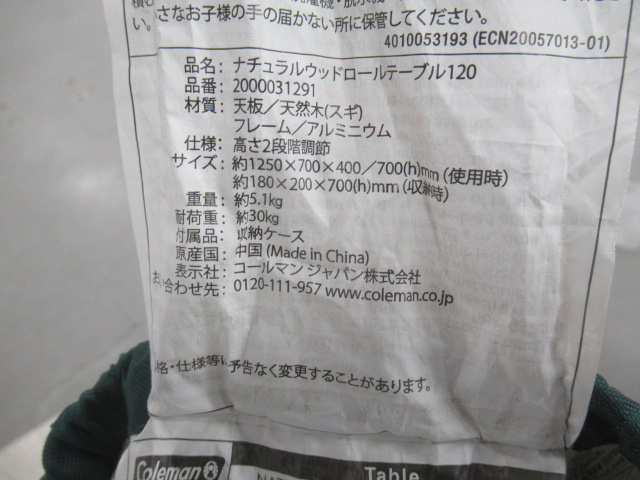 い。さなお子様の手の届かない所に保管してください。
4010053193 (ECN20057013-01)
品名: ナチュラルウッドロールテーブル120
品番: 2000031291
材質: 天板／天然木(スギ)
フレーム／アルミニウム
仕様: 高さ2段階調節
サイズ: 約1250×700×400／700(h)mm（使用時）
約180×200×700(h)mm（収納時）
重量: 約5.1kg
耐荷重: 約30kg
付属品: 収納ケース
原産国: 中国 (Made in China)
表示社: コールマン ジャパン株式会社
お 合わせ先: 0120-111-957 www.coleman.co.jp
格・仕様等に予告なく変更することがあります。
Coleman
Table